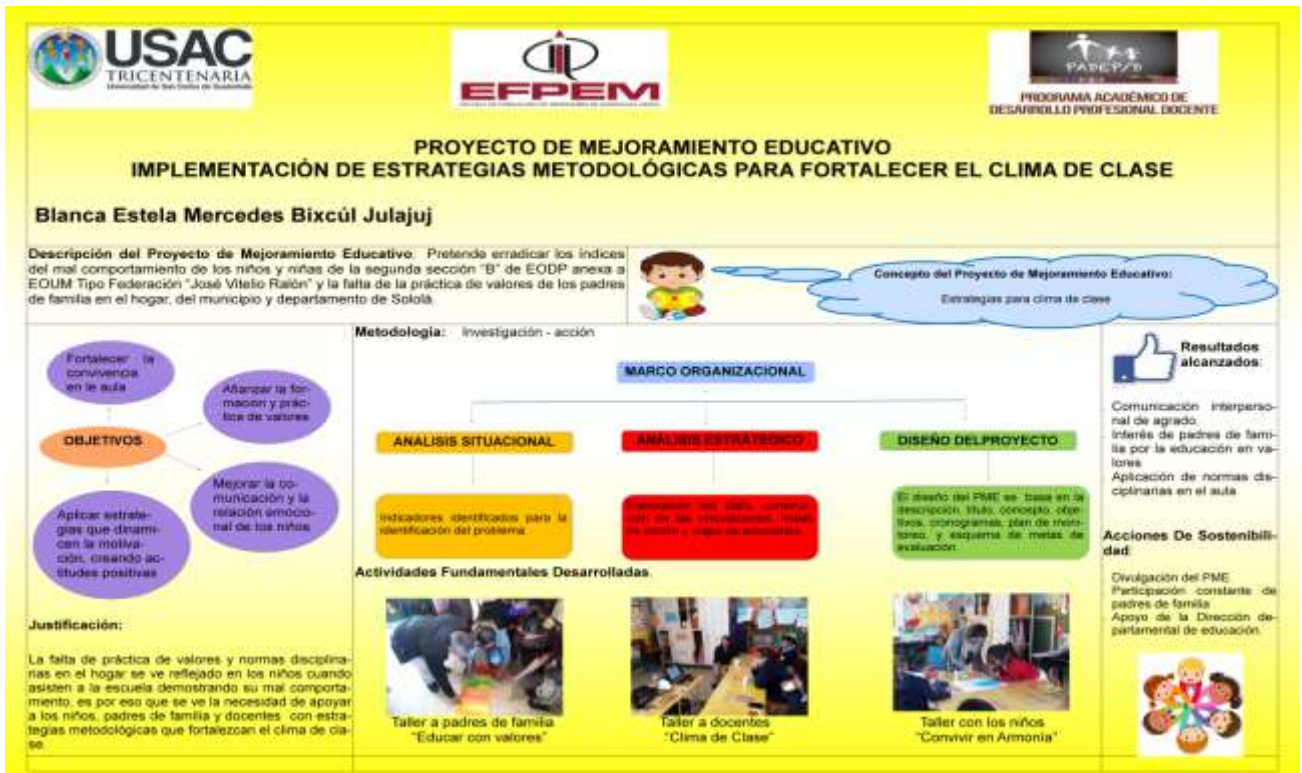 USAC
TRICENTENARIA
Universidad de San Carlos de Guatemala
EFPEM
PADEP/D
PROGRAMA ACADÉMICO DE
DESARROLLO PROFESIONAL DOCENTE
PROYECTO DE MEJORAMIENTO EDUCATIVO
IMPLEMENTACIÓN DE ESTRATEGIAS METODOLÓGICAS PARA FORTALECER EL CLIMA DE CLASE
Blanca Estela Mercedes Bixcúl Julajuj
Descripción del Proyecto de Mejoramiento Educativo: Pretende erradicar los índices
del mal comportamiento de los niños y niñas de la segunda sección "B" de EODP anexa a
EOUM Tipo Federación "José Vitelio Ralón" y la falta de la práctica de valores de los padres
de familia en el hogar, del municipio y departamento de Sololá.
Concepto del Proyecto de Mejoramiento Educativo:
Estrategias para clima de clase
Fortalecer la
convivencia
en le aula
Afianzar la for-
mación y prác-
tica de valores
OBJETIVOS
Mejorar la co-
municación y la
relación emocio-
nal de los niños
Aplicar estrate-
gias que dinami-
cen la motiva-
ción, creando ac-
titudes positivas
Justificación:
La falta de práctica de valores y normas disciplina-
rias en el hogar se ve reflejado en los niños cuando
asisten a la escuela demostrando su mal comporta-
miento, es por eso que se ve la necesidad de apoyar
a los niños, padres de familia y docentes con estra-
tegias metodológicas que fortalezcan el clima de cla-
se.
Metodología: Investigación - acción
MARCO ORGANIZACIONAL
ANALISIS SITUACIONAL
ANÁLISIS ESTRATÉGICO
DISEÑO DELPROYECTO
Indicadores identificados para la
identificación del problema
El diseño del PME se base en la
descripción, título, concepto, obje-
tivos, cronogramas, plan de moni-
toreo, y esquema de metas de
evaluación
Actividades Fundamentales Desarrolladas.
Taller a padres de familia
"Educar con valores"
Taller a docentes
"Clima de Clase"
Taller con los niños
"Convivir en Armonía"
Resultados
alcanzados:
Comunicación interperso-
nal de agrado.
Interés de padres de fami-
lia por la educación en va-
lores
Aplicación de normas dis-
ciplinarias en el aula
Acciones De Sostenibili-
dad:
Divulgación del PME
Participación constante de
padres de familia
Apoyo de la Dirección de-
partamental de educación.